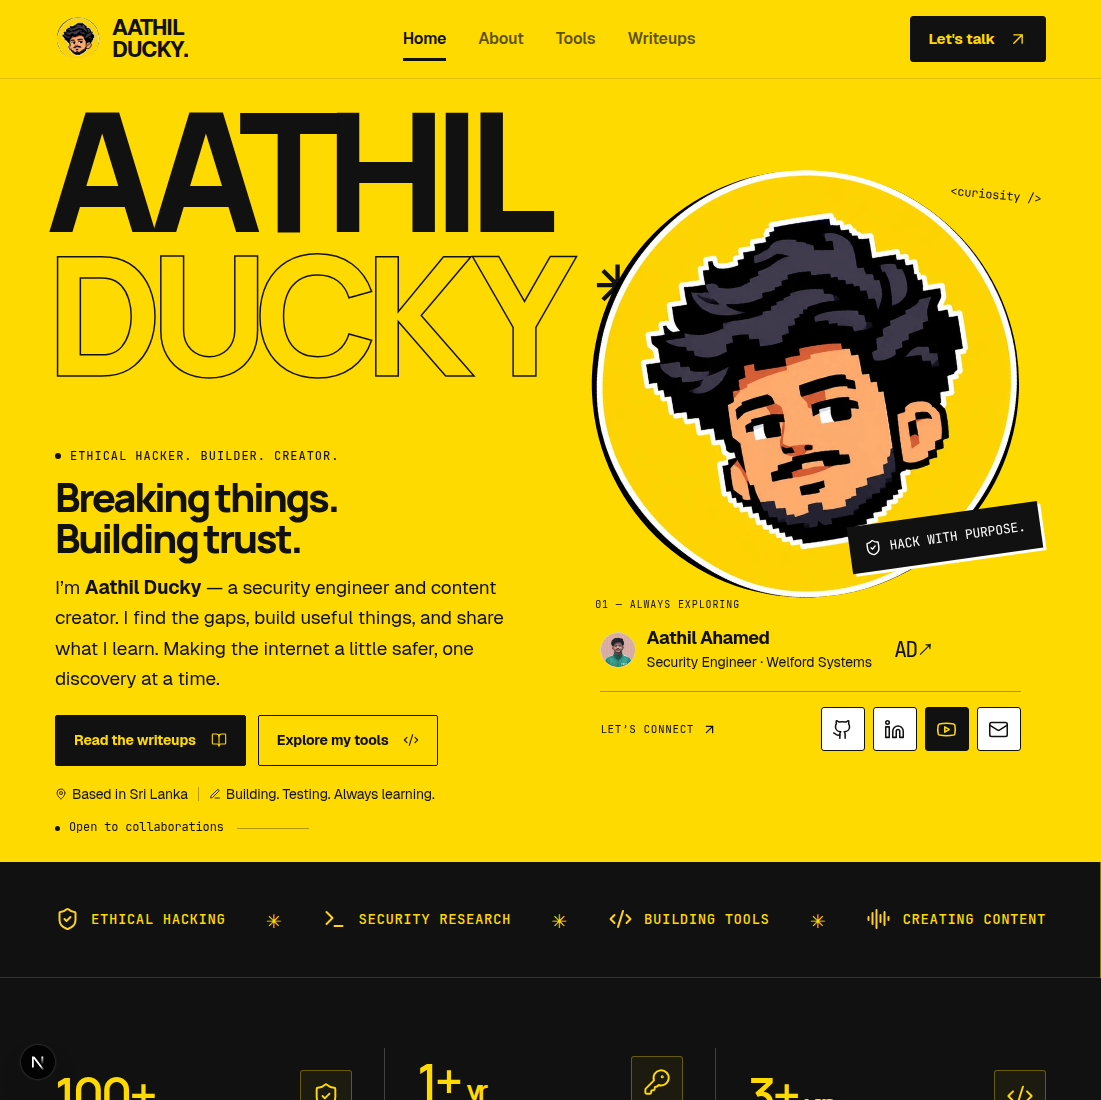 AATHIL
DUCKY.
Home
About
Tools
Writeups
Let's talk
AATHIL
DUCKY
<curiosity />
ETHICAL HACKER. BUILDER. CREATOR.
Breaking things.
Building trust.
I’m Aathil Ducky — a security engineer and content
creator. I find the gaps, build useful things, and share
what I learn. Making the internet a little safer, one
discovery at a time.
Read the writeups
Explore my tools
Based in Sri Lanka
Building. Testing. Always learning.
Open to collaborations
HACK WITH PURPOSE.
01 — ALWAYS EXPLORING
Aathil Ahamed
Security Engineer · Welford Systems
AD↗
LET’S CONNECT
ETHICAL HACKING
SECURITY RESEARCH
BUILDING TOOLS
CREATING CONTENT
100+
1+ yr
3+